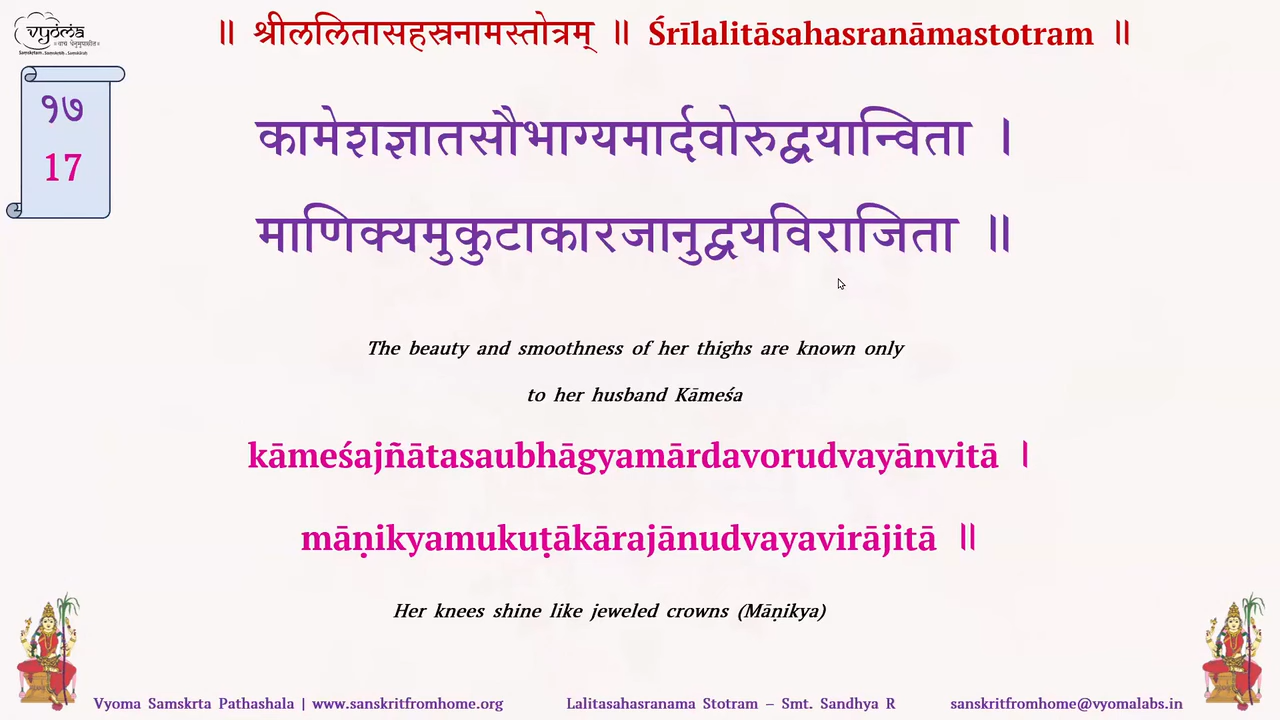 vyoma
॥ श्रीललितासहस्रनामस्तोत्रम् ॥ Śrīlalitāsahasranāmastotram ॥
१७
17
कामेशज्ञातसौभाग्यमार्दवोरुद्वयान्विता ।
माणिक्यमुकुटाकारजानुद्वयविराजिता ॥
The beauty and smoothness of her thighs are known only
to her husband Kāmeśa
kāmeśajñātasaubhāgyamārdavorudvayānvitā ।
māṇikyamukuṭākārajānudvayavirājitā ॥
Her knees shine like jeweled crowns (Māṇikya)
Vyoma Samskrta Pathashala | www.sanskritfromhome.org Lalitasahasranama Stotram – Smt. Sandhya R sanskritfromhome@vyomalabs.in